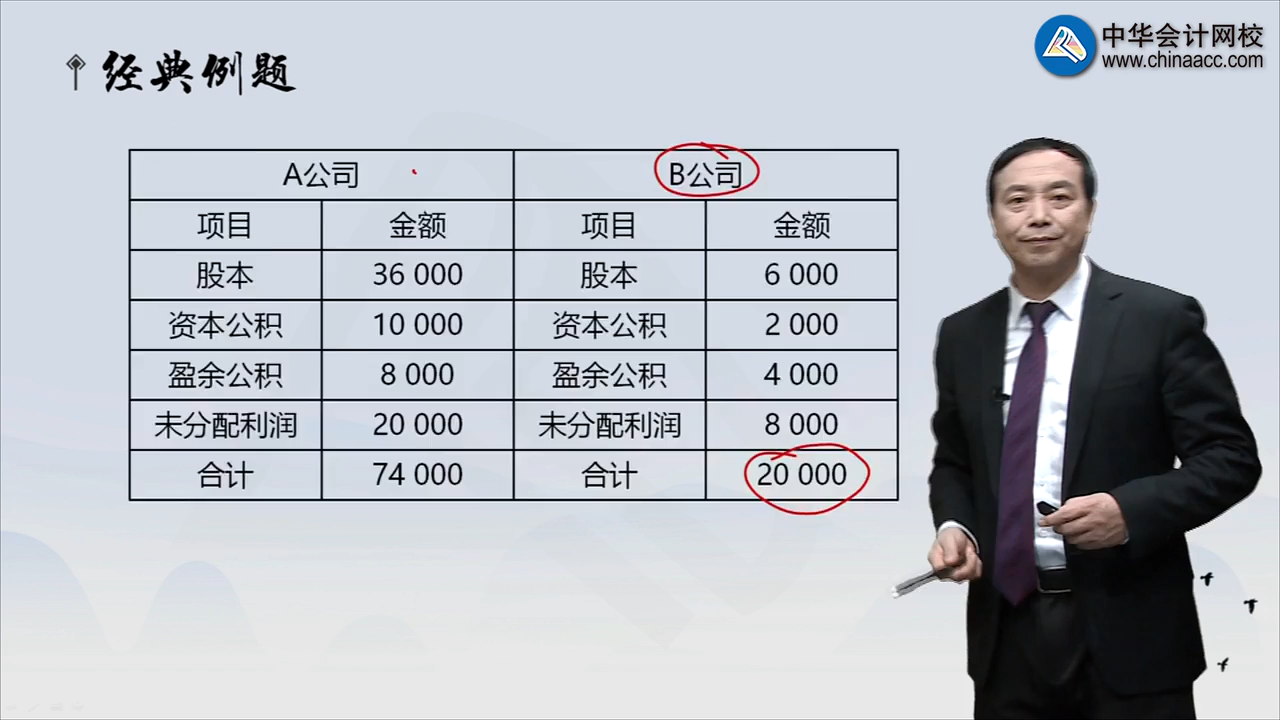 经典例题
中华会计网校
www.chinaacc.com
A公司 B公司
项目 金额 项目 金额
股本 36 000 股本 6 000
资本公积 10 000 资本公积 2 000
盈余公积 8 000 盈余公积 4 000
未分配利润 20 000 未分配利润 8 000
合计 74 000 合计 20 000